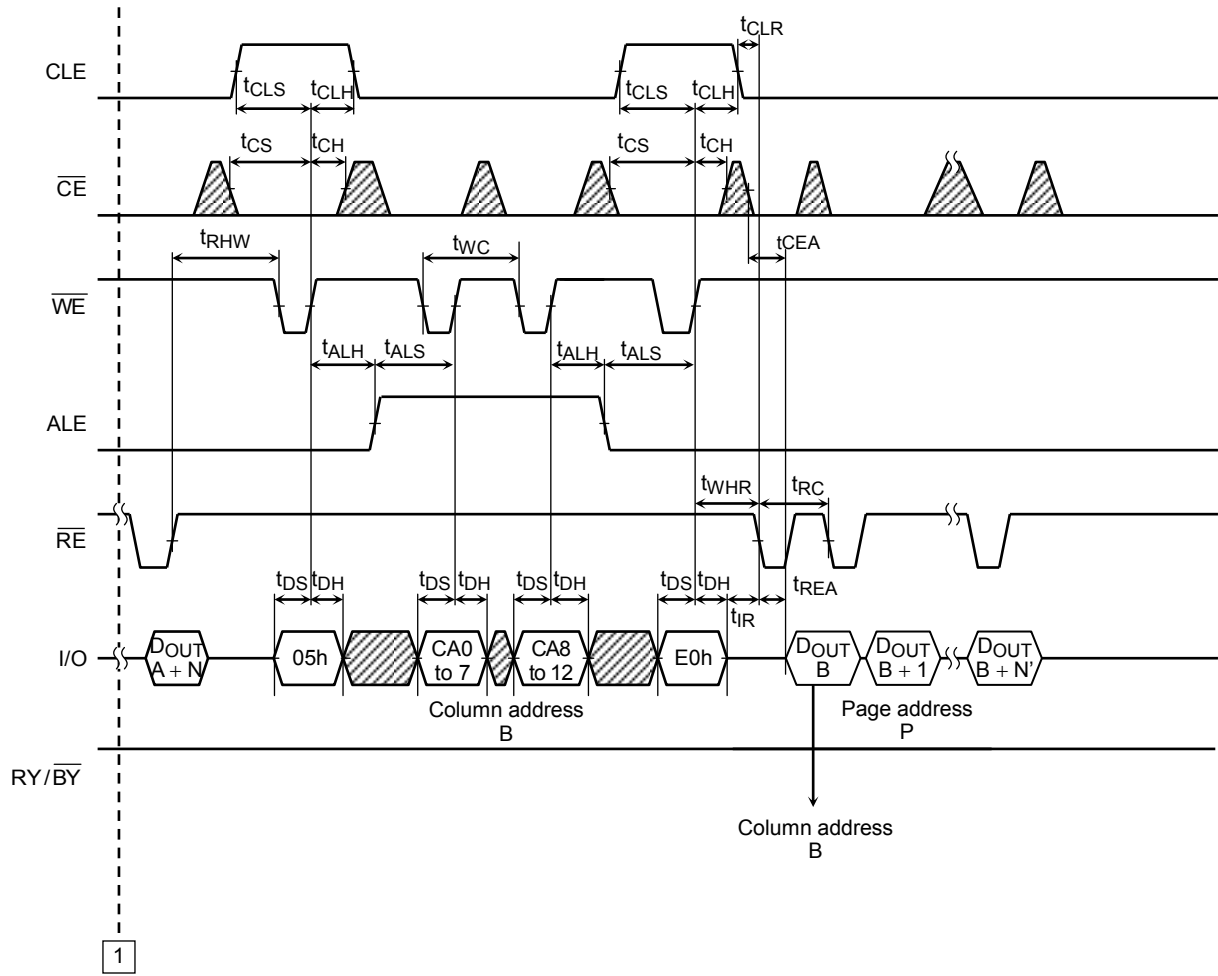 tCLR
CLE
tCLS tCLH tCLS tCLH
tCS tCH tCS tCH
CE
tRHW tWC tCEA
WE
tALH tALS tALH tALS
ALE
tWHR tRC
RE
tDS tDH tDS tDH tDS tDH tDS tDH tREA
tIR
I/O
DOUT
A + N
05h
CA0
to 7
CA8
to 12
E0h
DOUT
B
DOUT
B + 1
DOUT
B + N’
Column address
B
Page address
P
RY/BY
Column address
B
1